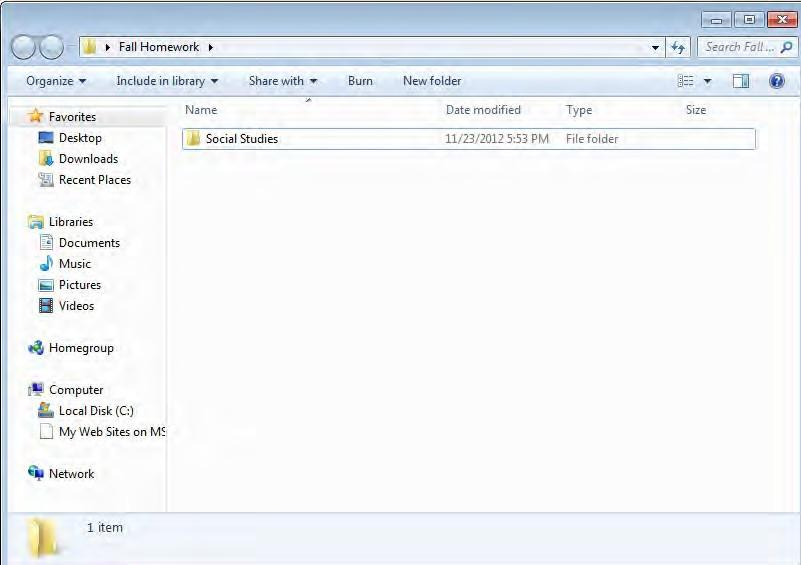 Fall Homework
Search Fall ...
Organize Include in library Share with Burn New folder
Name Date modified Type Size
Social Studies 11/23/2012 5:53 PM File folder
Favorites
Desktop
Downloads
Recent Places
Libraries
Documents
Music
Pictures
Videos
Homegroup
Computer
Local Disk (C:)
My Web Sites on MS
Network
1 item